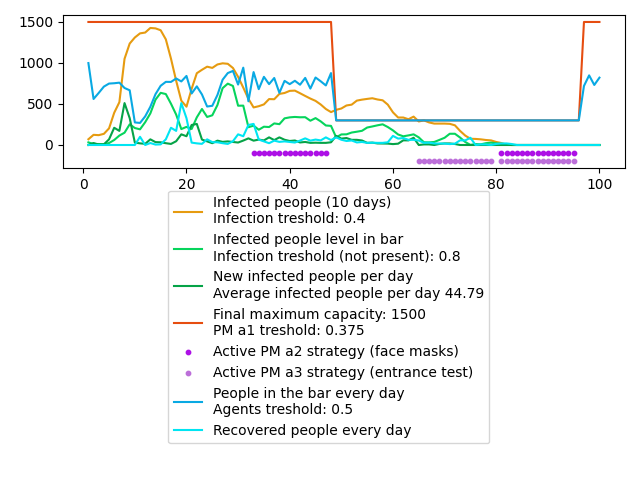 1500
1000
500
0
0
20
40
60
80
100
Infected people (10 days)
Infection treshold: 0.4
Infected people level in bar
Infection treshold (not present): 0.8
New infected people per day
Average infected people per day 44.79
Final maximum capacity: 1500
PM a1 treshold: 0.375
Active PM a2 strategy (face masks)
Active PM a3 strategy (entrance test)
People in the bar every day
Agents treshold: 0.5
Recovered people every day